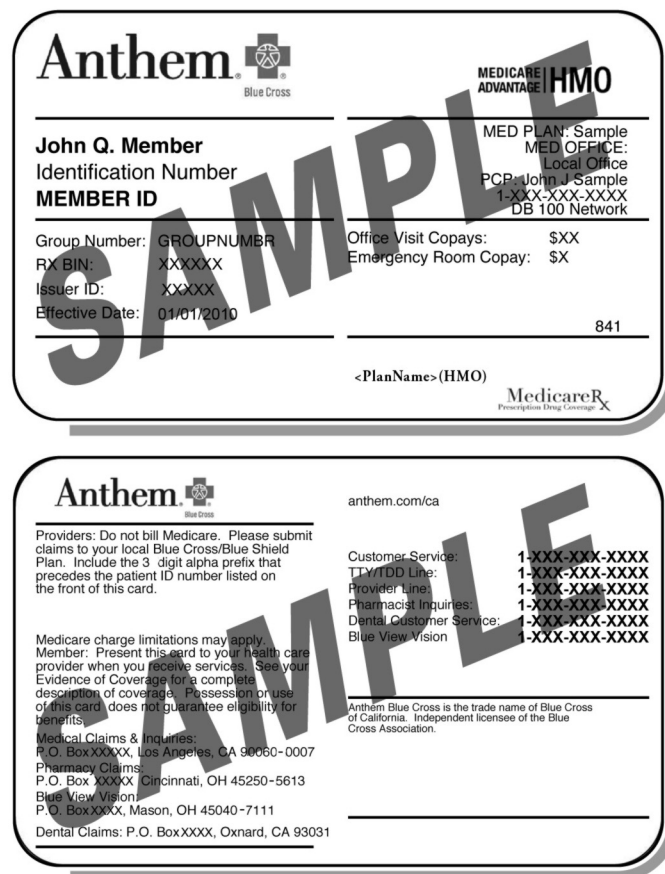 Anthem
Blue Cross
MEDICARE ADVANTAGE | HMO
John Q. Member
Identification Number
MEMBER ID
MED PLAN: Sample
MED OFFICE:
Local Office
PCP: John J Sample
1-XXX-XXX-XXXX
DB 100 Network
Group Number: GROUPNUMBR
RX BIN: XXXXXX
Issuer ID: XXXXX
Effective Date: 01/01/2010
Office Visit Copays: $XX
Emergency Room Copay: $X
841
<PlanName>(HMO)
MedicareRx
Prescription Drug Coverage
SAMPLE
Anthem
Blue Cross
Providers: Do not bill Medicare. Please submit
claims to your local Blue Cross/Blue Shield
Plan. Include the 3 digit alpha prefix that
precedes the patient ID number listed on
the front of this card.
Medicare charge limitations may apply.
Member: Present this card to your health care
provider when you receive services. See your
Evidence of Coverage for a complete
description of coverage. Possession or use
of this card does not guarantee eligibility for
benefits.
Medical Claims & Inquiries:
P.O. Box XXXXX, Los Angeles, CA 90060-0007
Pharmacy Claims:
P.O. Box XXXXX Cincinnati, OH 45250-5613
Blue View Vision:
P.O. Box XXXX, Mason, OH 45040-7111
Dental Claims: P.O. Box XXXX, Oxnard, CA 93031
anthem.com/ca
Customer Service: 1-XXX-XXX-XXXX
TTY/TDD Line: 1-XXX-XXX-XXXX
Provider Line: 1-XXX-XXX-XXXX
Pharmacist Inquiries: 1-XXX-XXX-XXXX
Dental Customer Service: 1-XXX-XXX-XXXX
Blue View Vision 1-XXX-XXX-XXXX
Anthem Blue Cross is the trade name of Blue Cross
of California. Independent licensee of the Blue
Cross Association.
SAMPLE